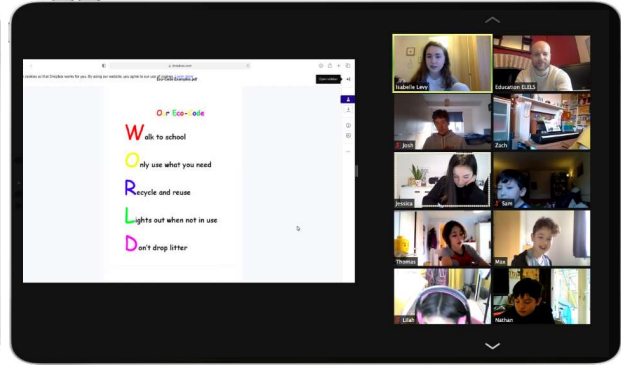 Our Eco-Code
Walk to school
Only use what you need
Recycle and reuse
Lights out when not in use
Don't drop litter
Isabelle Levy
Education ELELS
Josh
Zach
Jessica
Sam
Thomas
Max
Lilah
Nathan